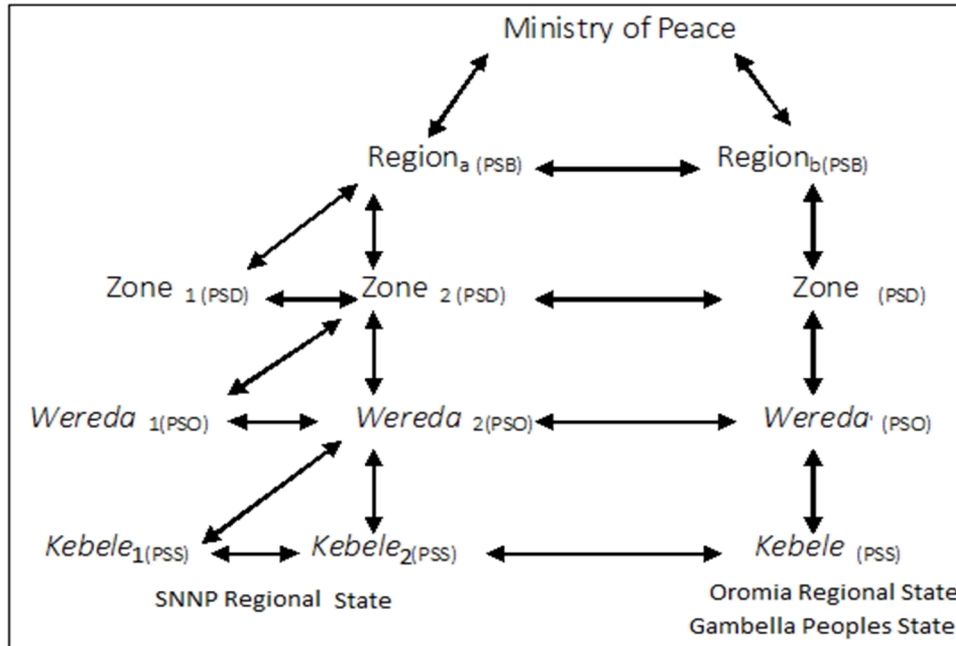 Ministry of Peace
Regionₐ (PSB) Region_b(PSB)
Zone 1 (PSD) Zone 2 (PSD) Zone (PSD)
Wereda 1(PSO) Wereda 2(PSO) Wereda' (PSO)
Kebele1(PSS) Kebele2(PSS) Kebele (PSS)
SNNP Regional State Oromia Regional State
Gambella Peoples State